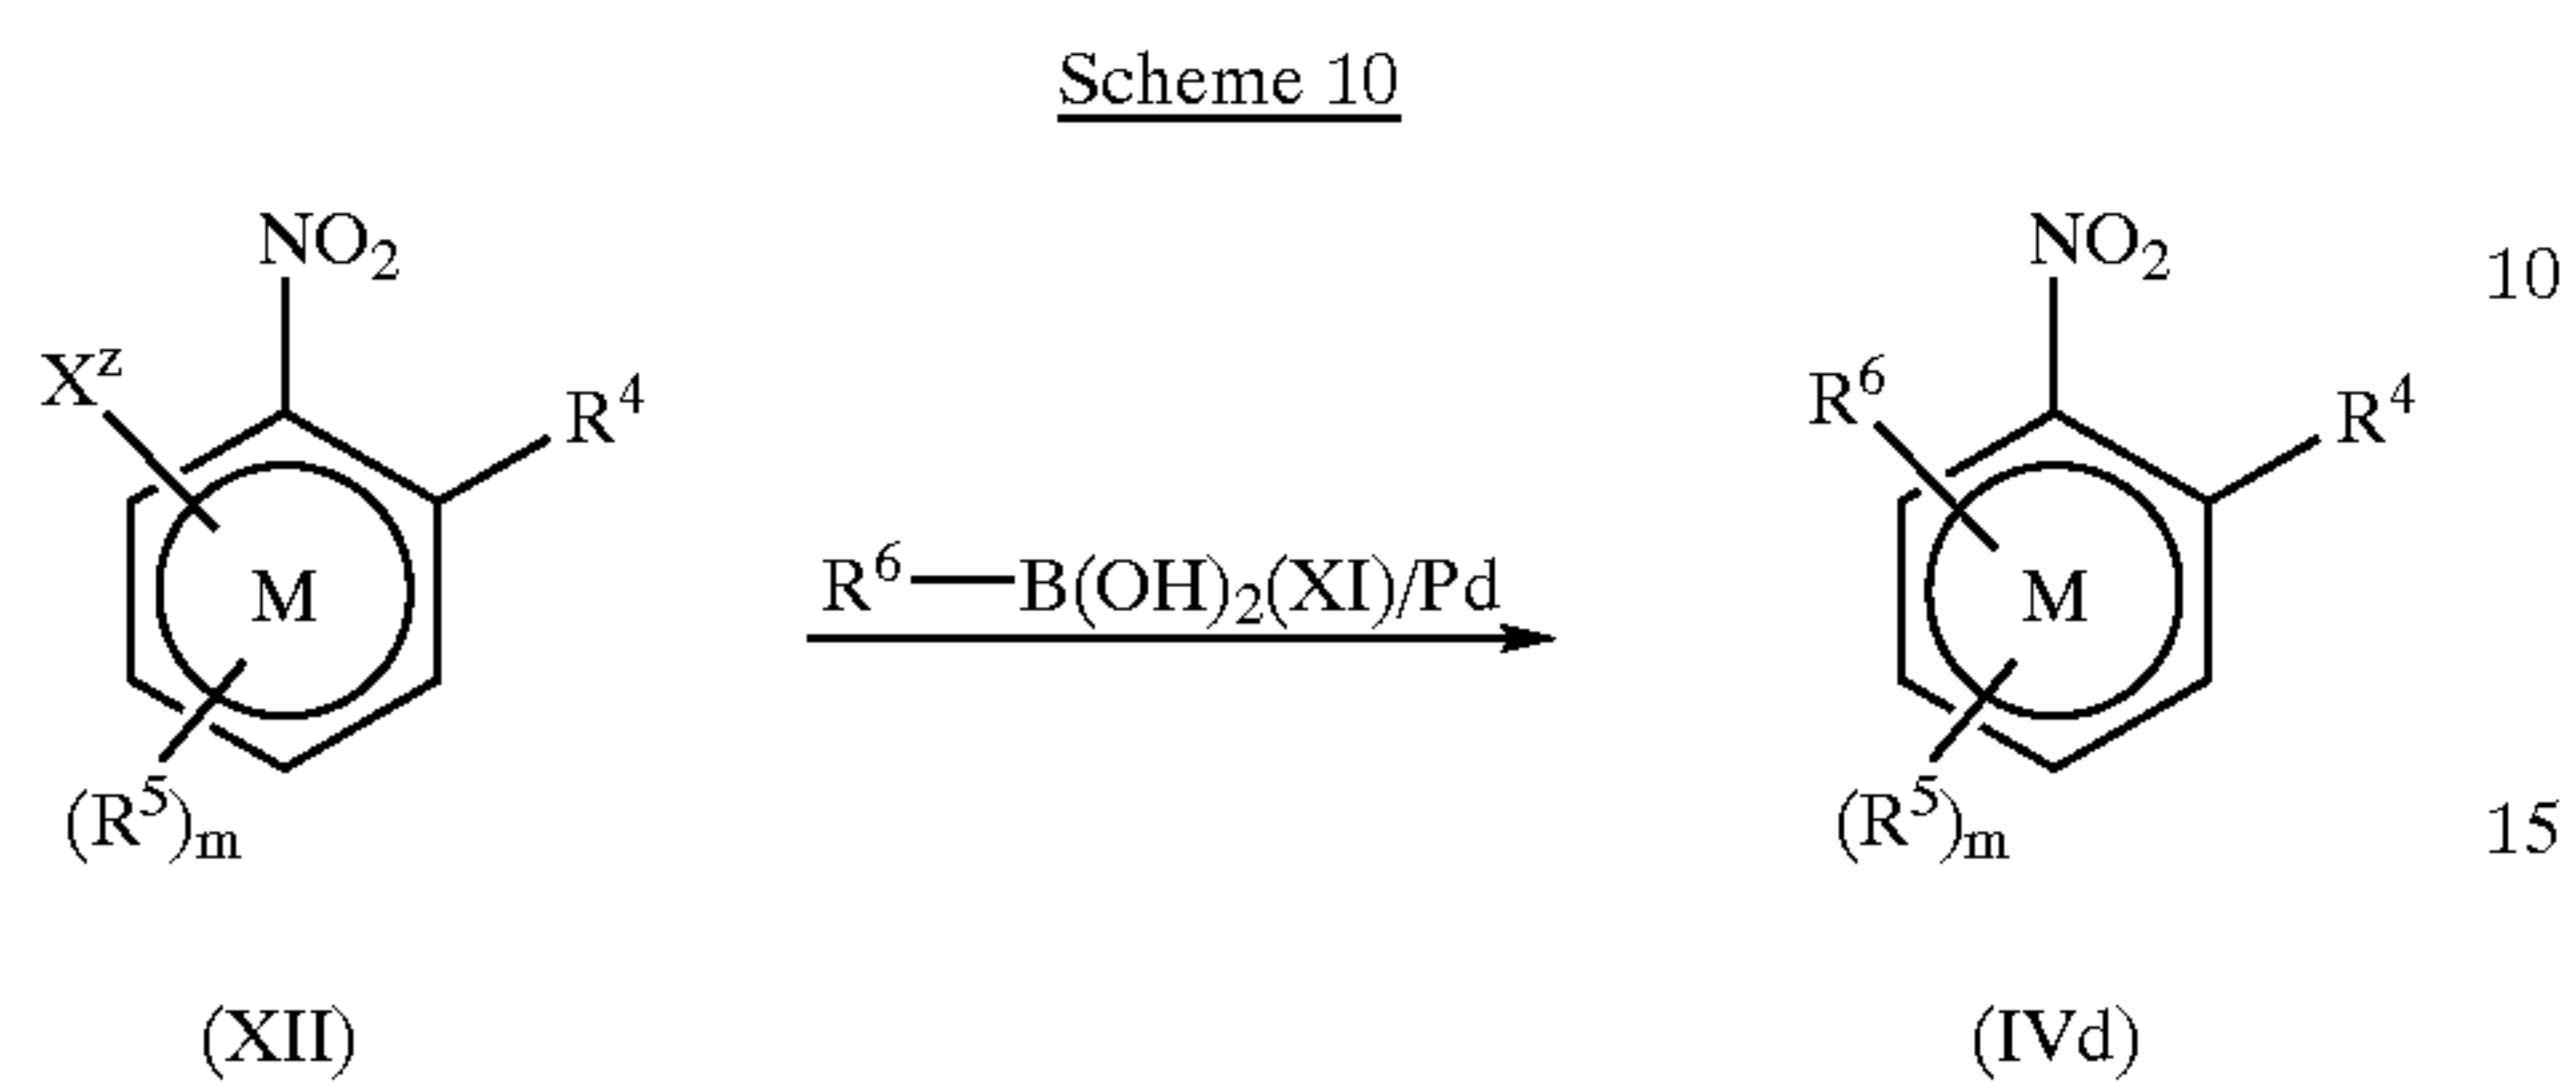 Scheme 10
NO₂ NO₂
10
Xᶻ R⁴ R⁶ R⁴
R⁶—B(OH)₂(XI)/Pd
M M
(R⁵)ₘ (R⁵)ₘ
15
(XII) (IVd)